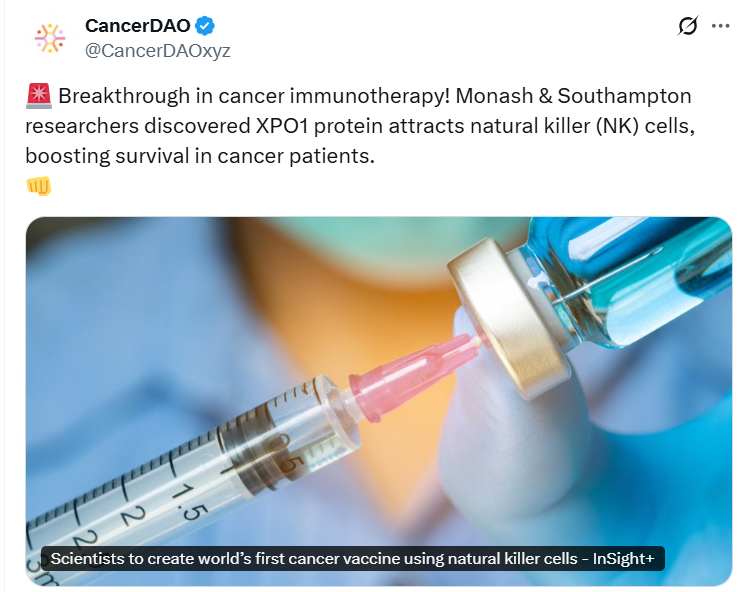 CancerDAO
@CancerDAOxyz
🚨 Breakthrough in cancer immunotherapy! Monash & Southampton
researchers discovered XPO1 protein attracts natural killer (NK) cells,
boosting survival in cancer patients.
👊
0.5
1.5
2
2
3m
Scientists to create world's first cancer vaccine using natural killer cells – InSight+